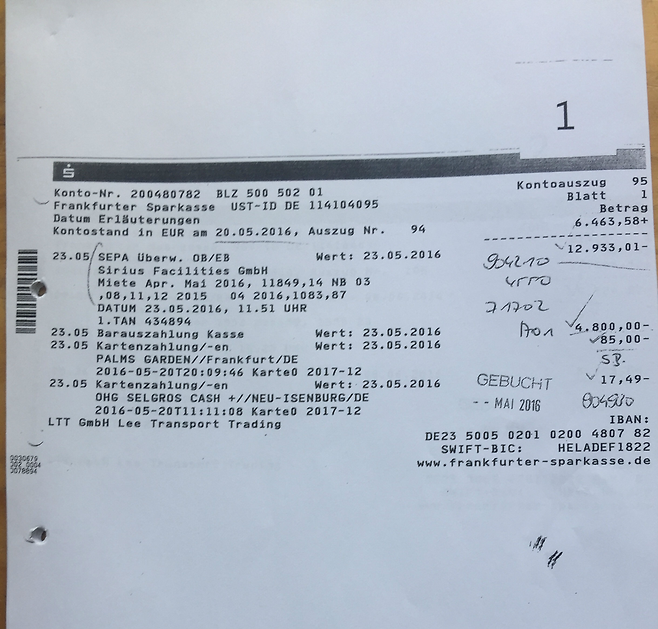 1
Konto-Nr. 200480782 BLZ 500 502 01 Kontoauszug 95
Frankfurter Sparkasse UST-ID DE 114104095 Blatt 1
Datum Erläuterungen Betrag
Kontostand in EUR am 20.05.2016, Auszug Nr. 94 6.463,58+
23.05 SEPA Überw. OB/EB Wert: 23.05.2016 12.933,01-
Sirius Facilities GmbH 904210
Miete Apr. Mai 2016, 11849,14 NB 03
,08,11,12 2015 04 2016,1083,87
DATUM 23.05.2016, 11.51 UHR 71702
1.TAN 434894
23.05 Barauszahlung Kasse Wert: 23.05.2016 4.800,00-
23.05 Kartenzahlung/-en Wert: 23.05.2016 85,00-
PALMS GARDEN//Frankfurt/DE
2016-05-20T20:09:46 Karte0 2017-12
23.05 Kartenzahlung/-en Wert: 23.05.2016 GEBUCHT 17,49-
OHG SELGROS CASH +//NEU-ISENBURG/DE
2016-05-20T11:11:08 Karte0 2017-12 -- MAI 2016
LTT GmbH Lee Transport Trading IBAN:
DE23 5005 0201 0200 4807 82
SWIFT-BIC: HELADEF1822
www.frankfurter-sparkasse.de